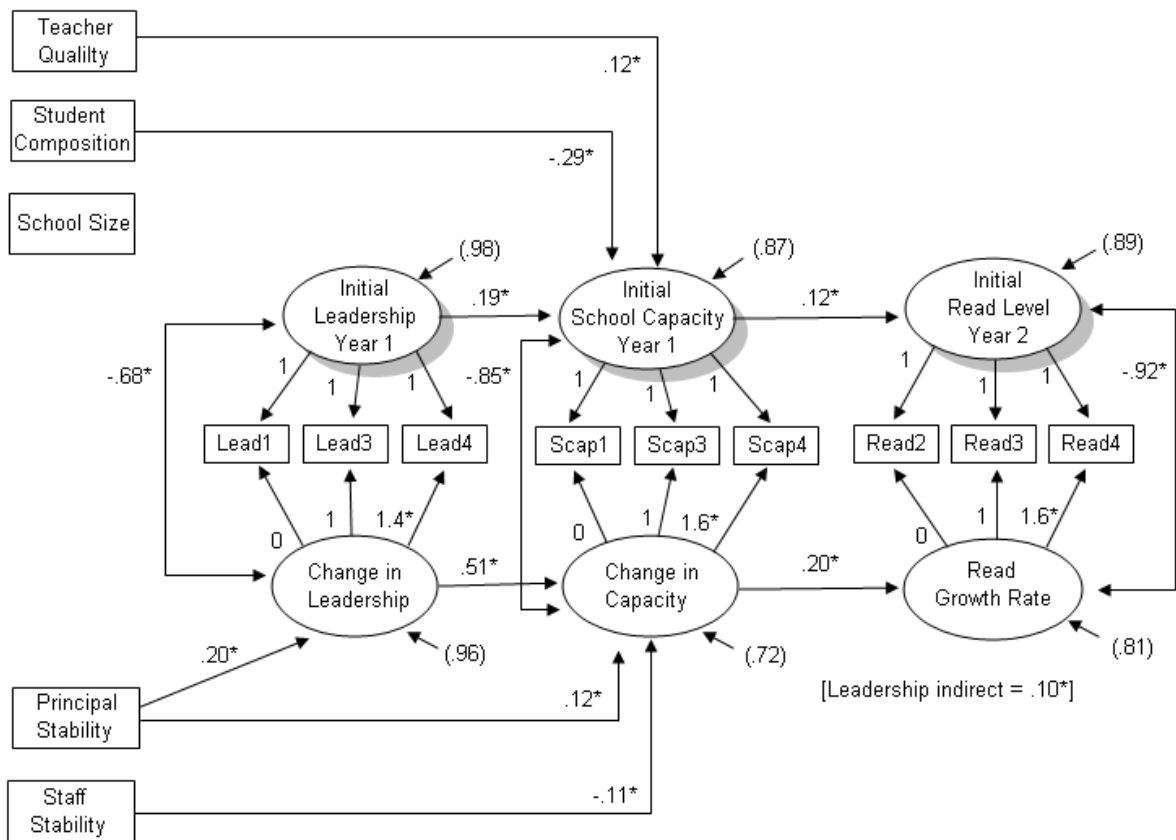 Teacher
Qualilty
.12*
Student
Composition
-.29*
School Size
(.98)
(.87)
(.89)
Initial
Leadership
Year 1
.19*
Initial
School Capacity
Year 1
.12*
Initial
Read Level
Year 2
-.68*
1
1
1
-.85*
1
1
1
1
1
1
-.92*
Lead1
Lead3
Lead4
Scap1
Scap3
Scap4
Read2
Read3
Read4
0
1
1.4*
0
1
1.6*
0
1
1.6*
Change in
Leadership
.51*
Change in
Capacity
.20*
Read
Growth Rate
(.96)
(.72)
(.81)
.20*
[Leadership indirect = .10*]
Principal
Stability
.12*
Staff
Stability
-.11*